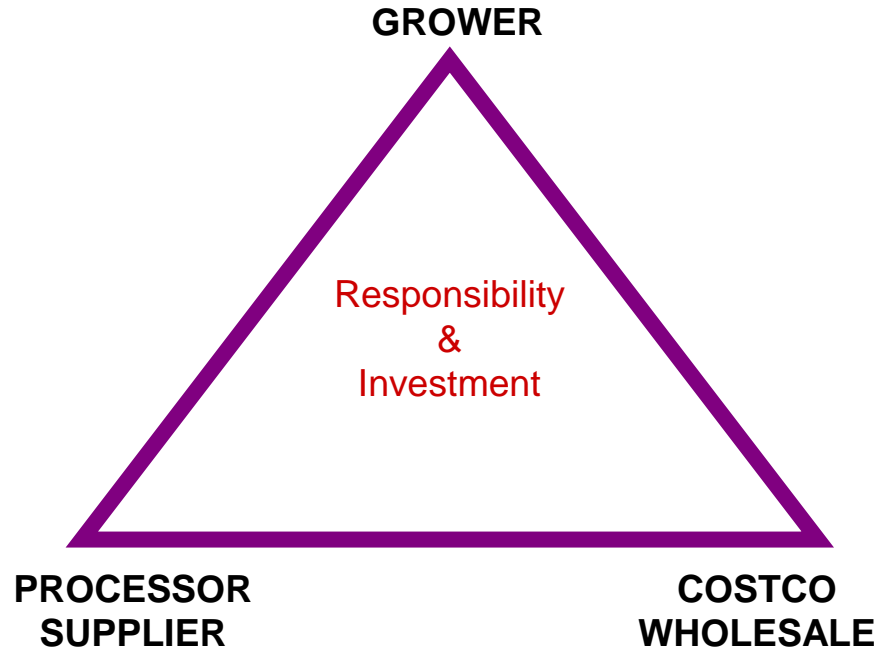 GROWER
Responsibility
&
Investment
PROCESSOR
SUPPLIER
COSTCO
WHOLESALE